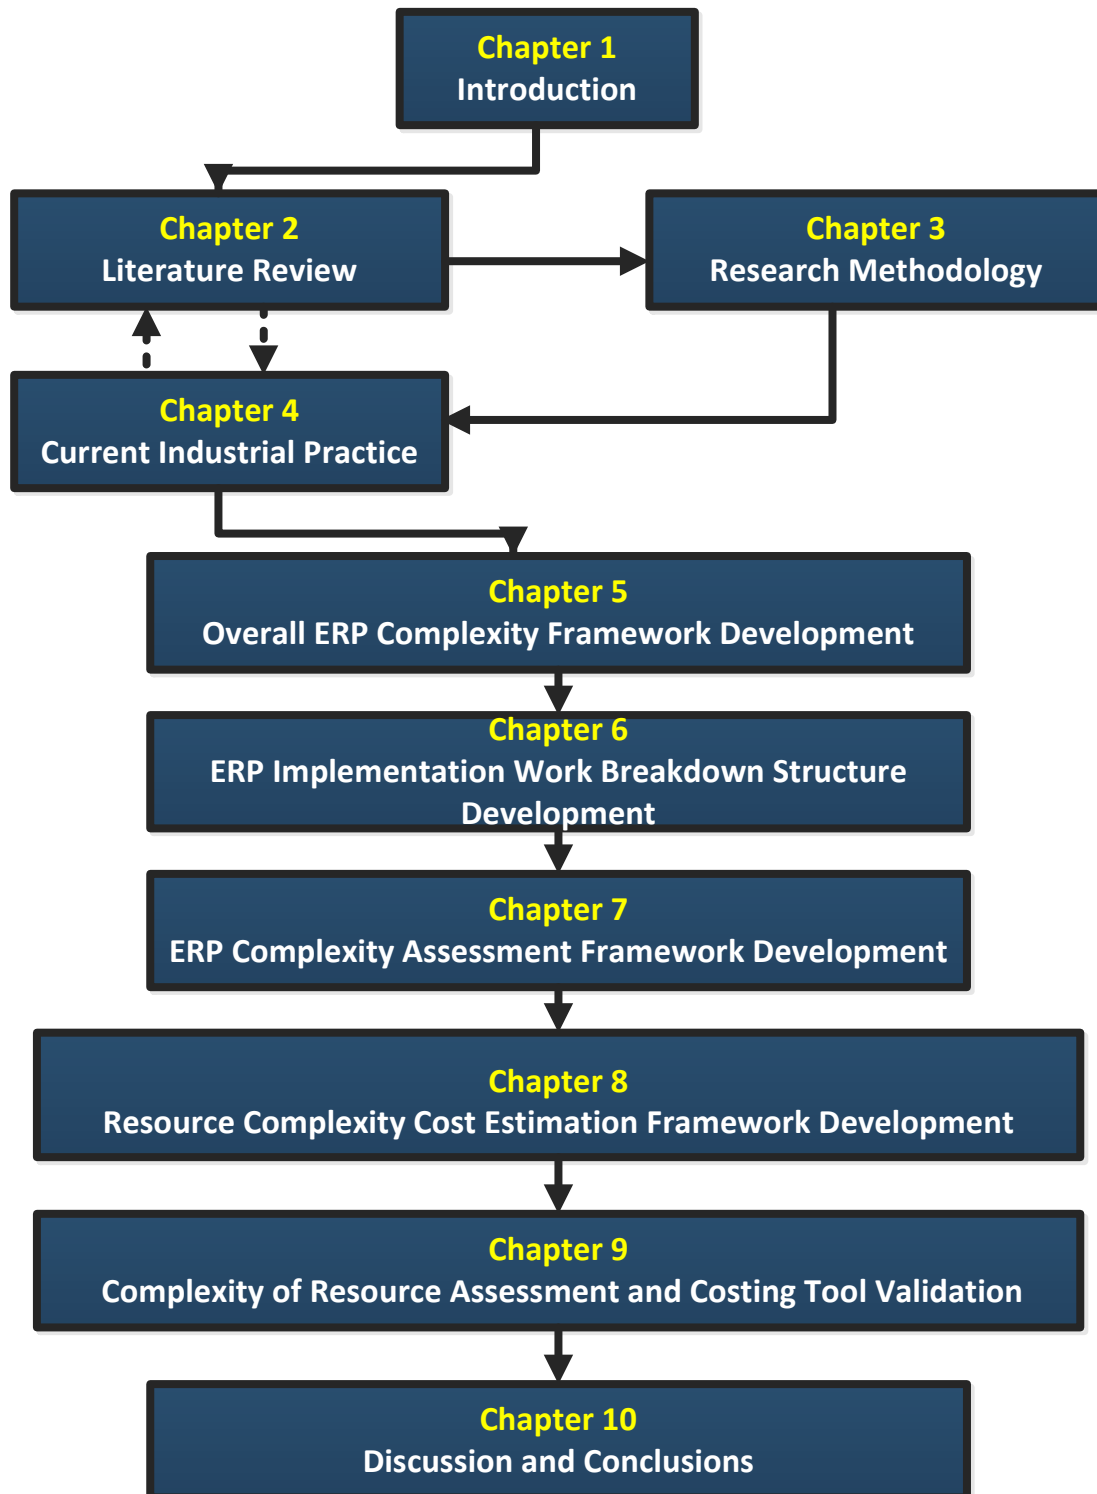 Chapter 1
Introduction
Chapter 2
Literature Review
Chapter 3
Research Methodology
Chapter 4
Current Industrial Practice
Chapter 5
Overall ERP Complexity Framework Development
Chapter 6
ERP Implementation Work Breakdown Structure
Development
Chapter 7
ERP Complexity Assessment Framework Development
Chapter 8
Resource Complexity Cost Estimation Framework Development
Chapter 9
Complexity of Resource Assessment and Costing Tool Validation
Chapter 10
Discussion and Conclusions